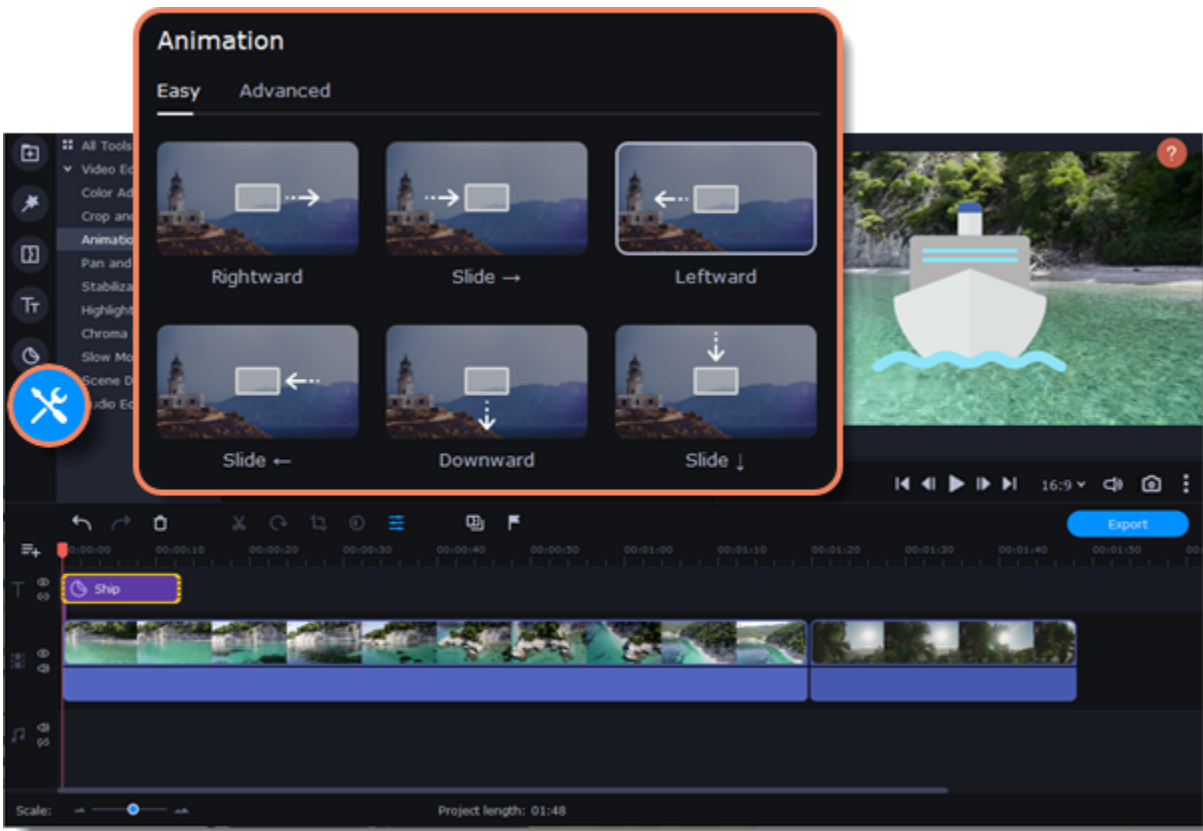 Animation
Easy Advanced
Rightward Slide → Leftward
Slide ← Downward Slide ↓
All Tools
Video Ed
Color Ad
Crop and
Animatio
Pan and
Stabiliza
Highlight
Chroma
Slow Mo
Scene D
udio Ed
Tт
?
16:9
Export
0:00:00 00:00:10 00:00:20 00:00:30 00:00:40 00:00:50 00:01:00 00:01:10 00:01:20 00:01:30 00:01:40 00:01:50 00:
T
Ship
Scale: Project length: 01:48